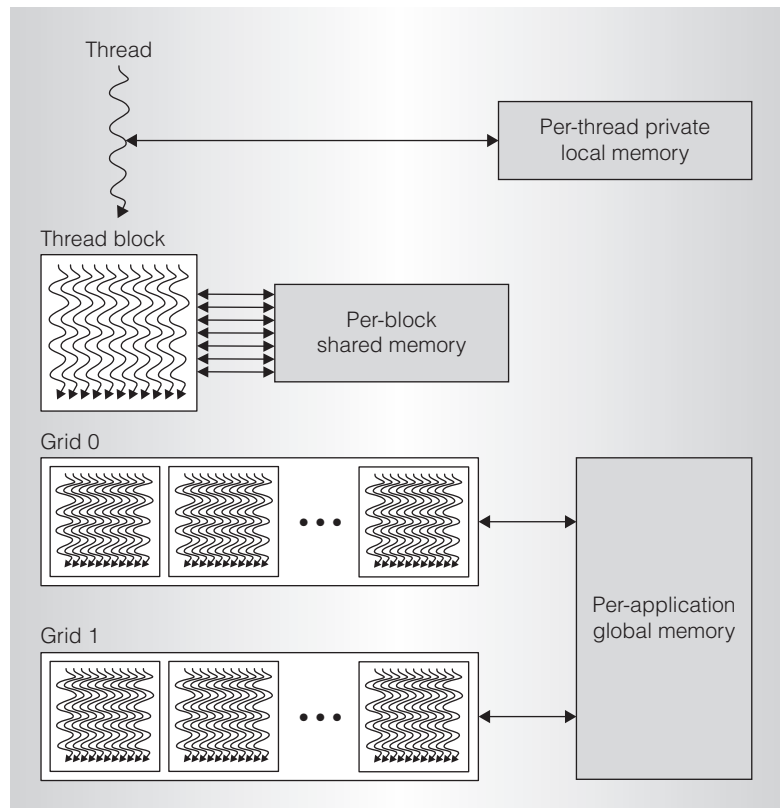 Thread
Per-thread private
local memory
Thread block
Per-block
shared memory
Grid 0
Per-application
global memory
Grid 1